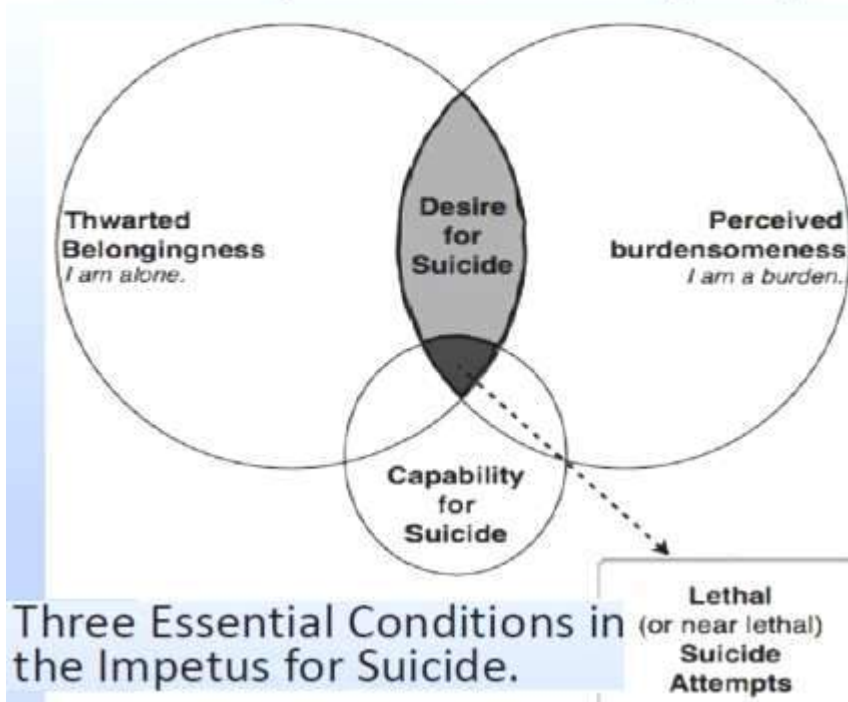 Thwarted
Belongingness
I am alone.
Desire
for
Suicide
Perceived
burdensomeness
I am a burden.
Capability
for
Suicide
Three Essential Conditions in
the Impetus for Suicide.
Lethal
(or near lethal)
Suicide
Attempts